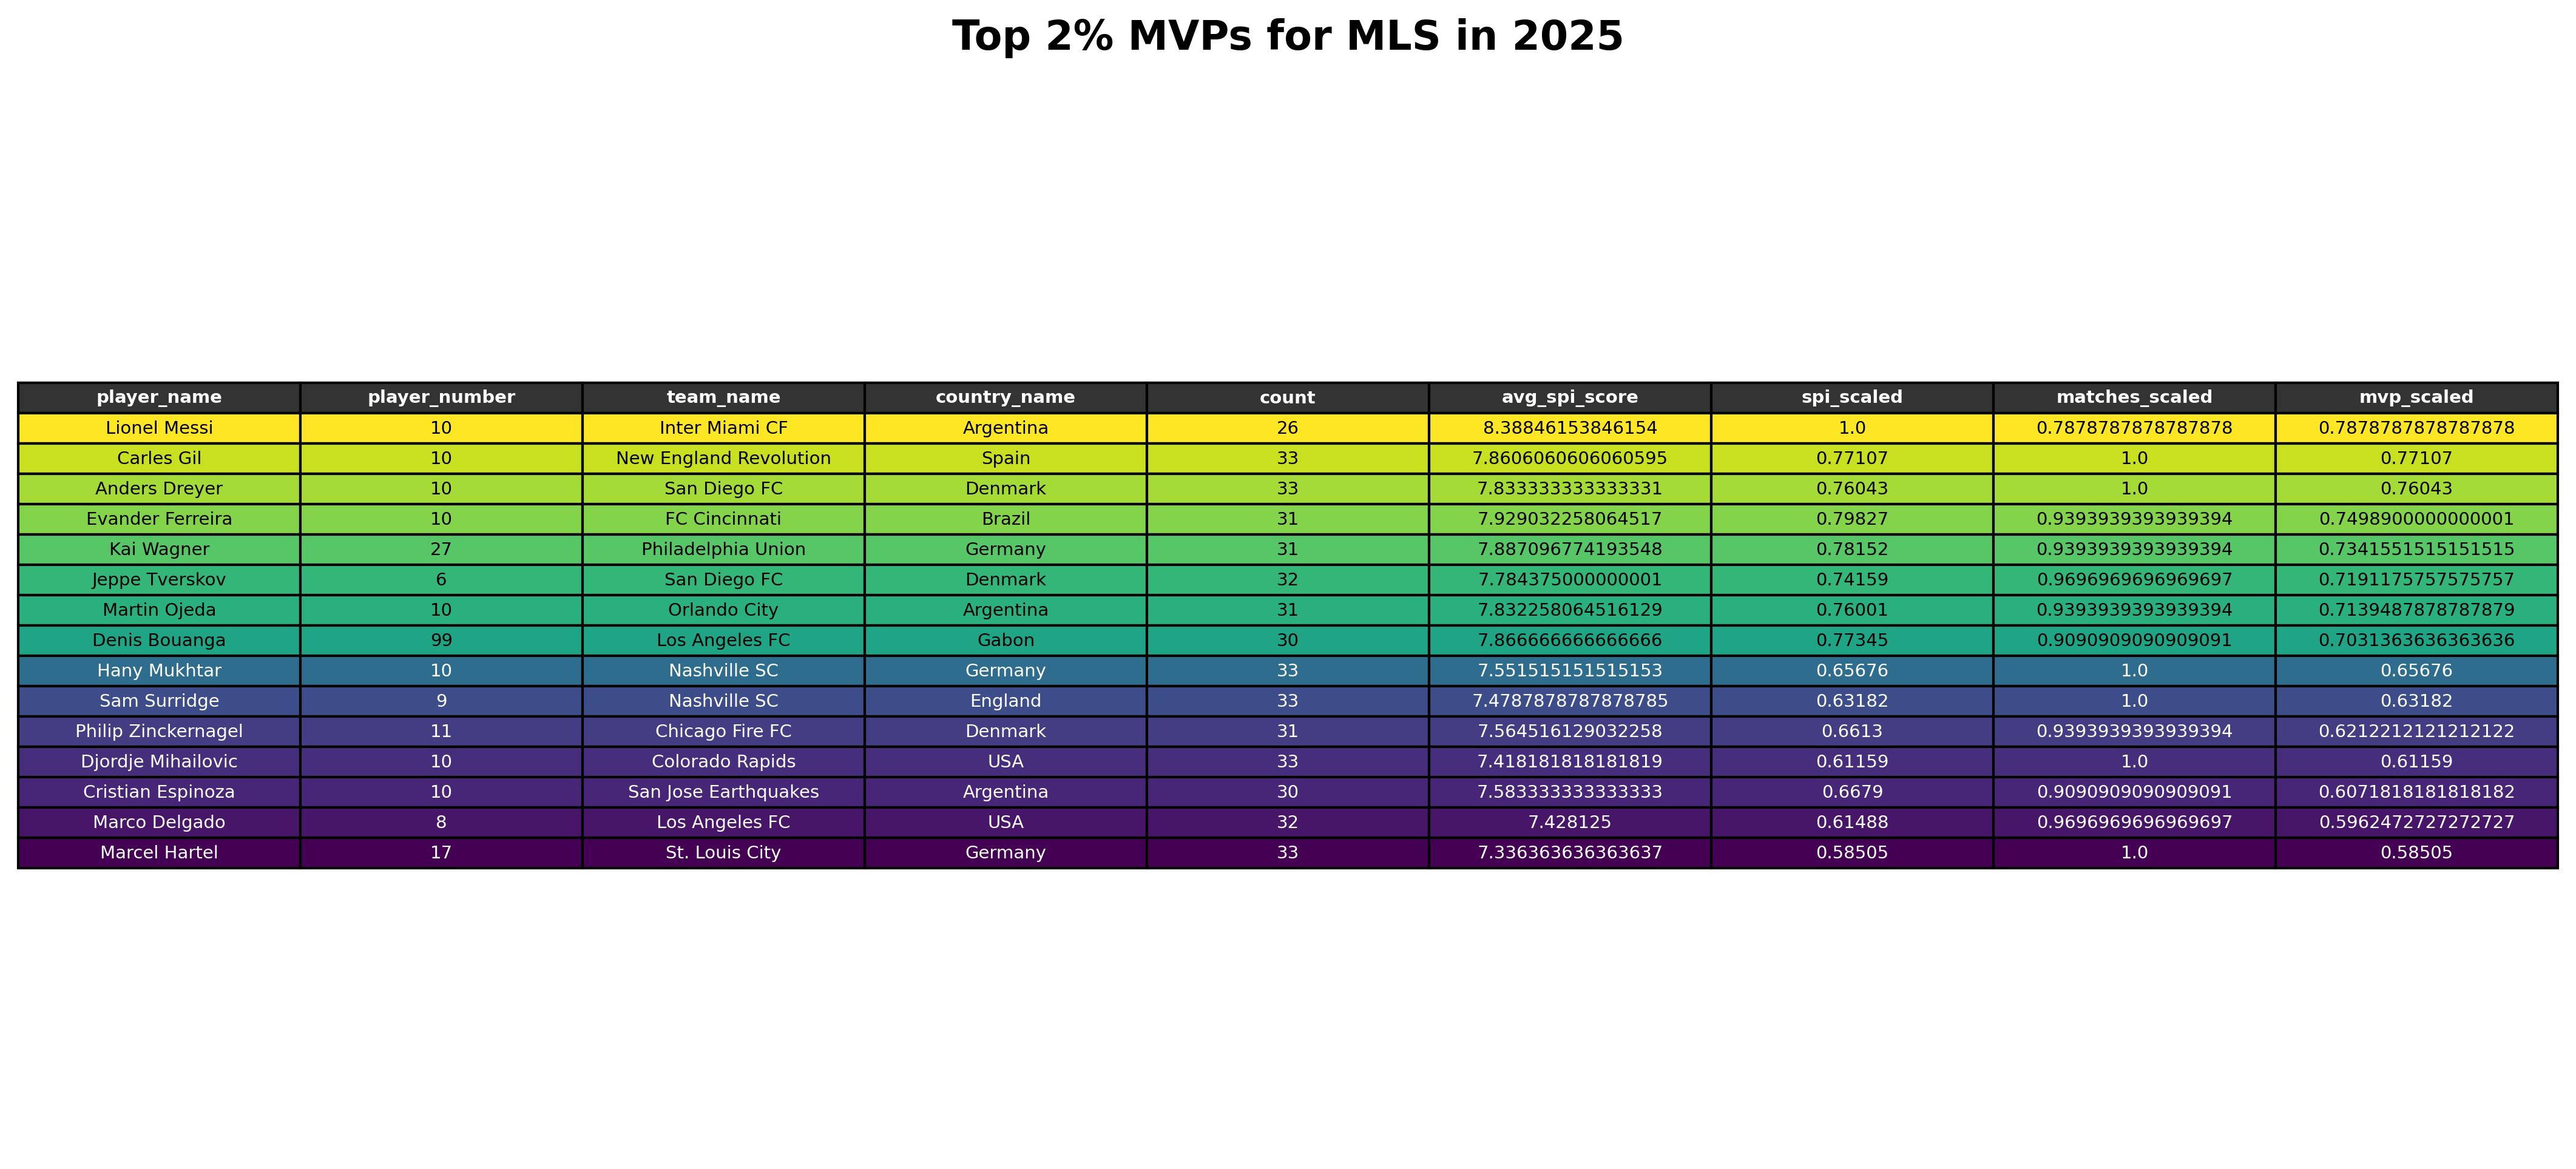 Top 2% MVPs for MLS in 2025
player_name player_number team_name country_name count avg_spi_score spi_scaled matches_scaled mvp_scaled
Lionel Messi 10 Inter Miami CF Argentina 26 8.38846153846154 1.0 0.7878787878787878 0.7878787878787878
Carles Gil 10 New England Revolution Spain 33 7.8606060606060595 0.77107 1.0 0.77107
Anders Dreyer 10 San Diego FC Denmark 33 7.833333333333331 0.76043 1.0 0.76043
Evander Ferreira 10 FC Cincinnati Brazil 31 7.929032258064517 0.79827 0.9393939393939394 0.7498900000000001
Kai Wagner 27 Philadelphia Union Germany 31 7.887096774193548 0.78152 0.9393939393939394 0.7341551515151515
Jeppe Tverskov 6 San Diego FC Denmark 32 7.784375000000001 0.74159 0.9696969696969697 0.7191175757575757
Martin Ojeda 10 Orlando City Argentina 31 7.832258064516129 0.76001 0.9393939393939394 0.7139487878787879
Denis Bouanga 99 Los Angeles FC Gabon 30 7.866666666666666 0.77345 0.9090909090909091 0.7031363636363636
Hany Mukhtar 10 Nashville SC Germany 33 7.551515151515153 0.65676 1.0 0.65676
Sam Surridge 9 Nashville SC England 33 7.4787878787878785 0.63182 1.0 0.63182
Philip Zinckernagel 11 Chicago Fire FC Denmark 31 7.564516129032258 0.6613 0.9393939393939394 0.6212212121212122
Djordje Mihailovic 10 Colorado Rapids USA 33 7.418181818181819 0.61159 1.0 0.61159
Cristian Espinoza 10 San Jose Earthquakes Argentina 30 7.583333333333333 0.6679 0.9090909090909091 0.6071818181818182
Marco Delgado 8 Los Angeles FC USA 32 7.428125 0.61488 0.9696969696969697 0.5962472727272727
Marcel Hartel 17 St. Louis City Germany 33 7.336363636363637 0.58505 1.0 0.58505